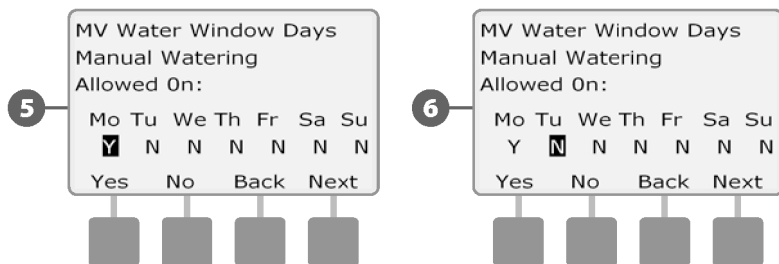 MV Water Window Days
Manual Watering
Allowed 0n:
5
Mo Tu We Th Fr Sa Su
Y N N N N N N
Yes No Back Next
MV Water Window Days
Manual Watering
Allowed 0n:
6
Mo Tu We Th Fr Sa Su
Y N N N N N N
Yes No Back Next